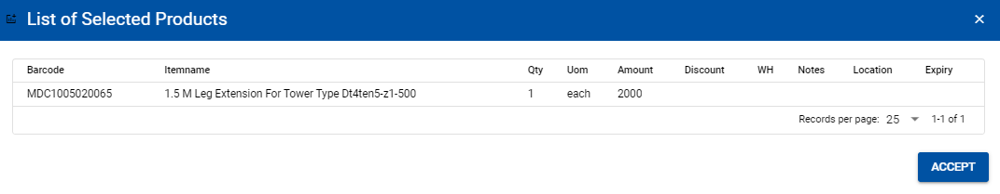 List of Selected Products
Barcode Itemname Qty Uom Amount Discount WH Notes Location Expiry
MDC1005020065 1.5 M Leg Extension For Tower Type Dt4ten5-z1-500 1 each 2000
Records per page: 25 1-1 of 1
ACCEPT